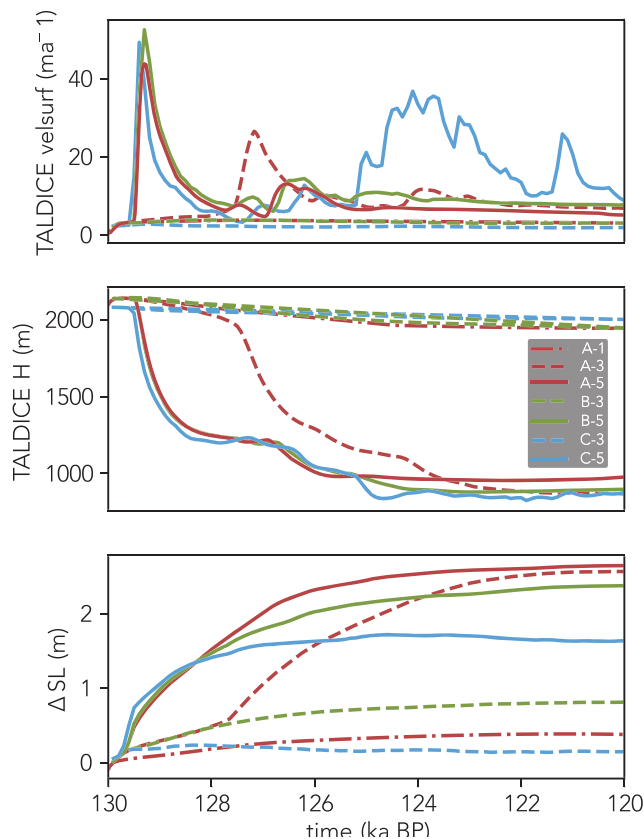 TALDICE velsurf (ma⁻1)
40
20
0
TALDICE H (m)
2000
1500
1000
A-1
A-3
A-5
B-3
B-5
C-3
C-5
Δ SL (m)
2
1
0
130
128
126
124
122
120
time (ka BP)